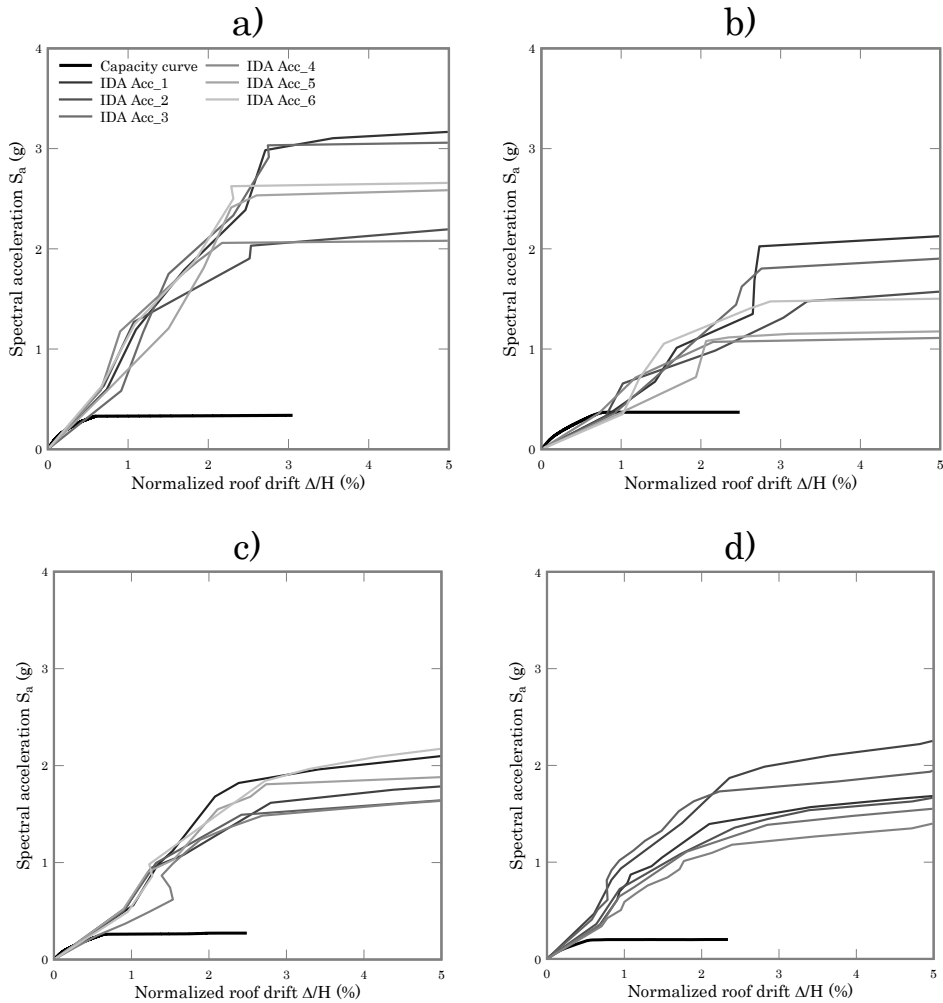 a)
4
3
2
1
0
Spectral acceleration Sa (g)
Capacity curve
IDA Acc_1
IDA Acc_2
IDA Acc_3
IDA Acc_4
IDA Acc_5
IDA Acc_6
0 1 2 3 4 5
Normalized roof drift Δ/H (%)
b)
4
3
2
1
0
Spectral acceleration Sa (g)
0 1 2 3 4 5
Normalized roof drift Δ/H (%)
c)
4
3
2
1
0
Spectral acceleration Sa (g)
0 1 2 3 4 5
Normalized roof drift Δ/H (%)
d)
4
3
2
1
0
Spectral acceleration Sa (g)
0 1 2 3 4 5
Normalized roof drift Δ/H (%)